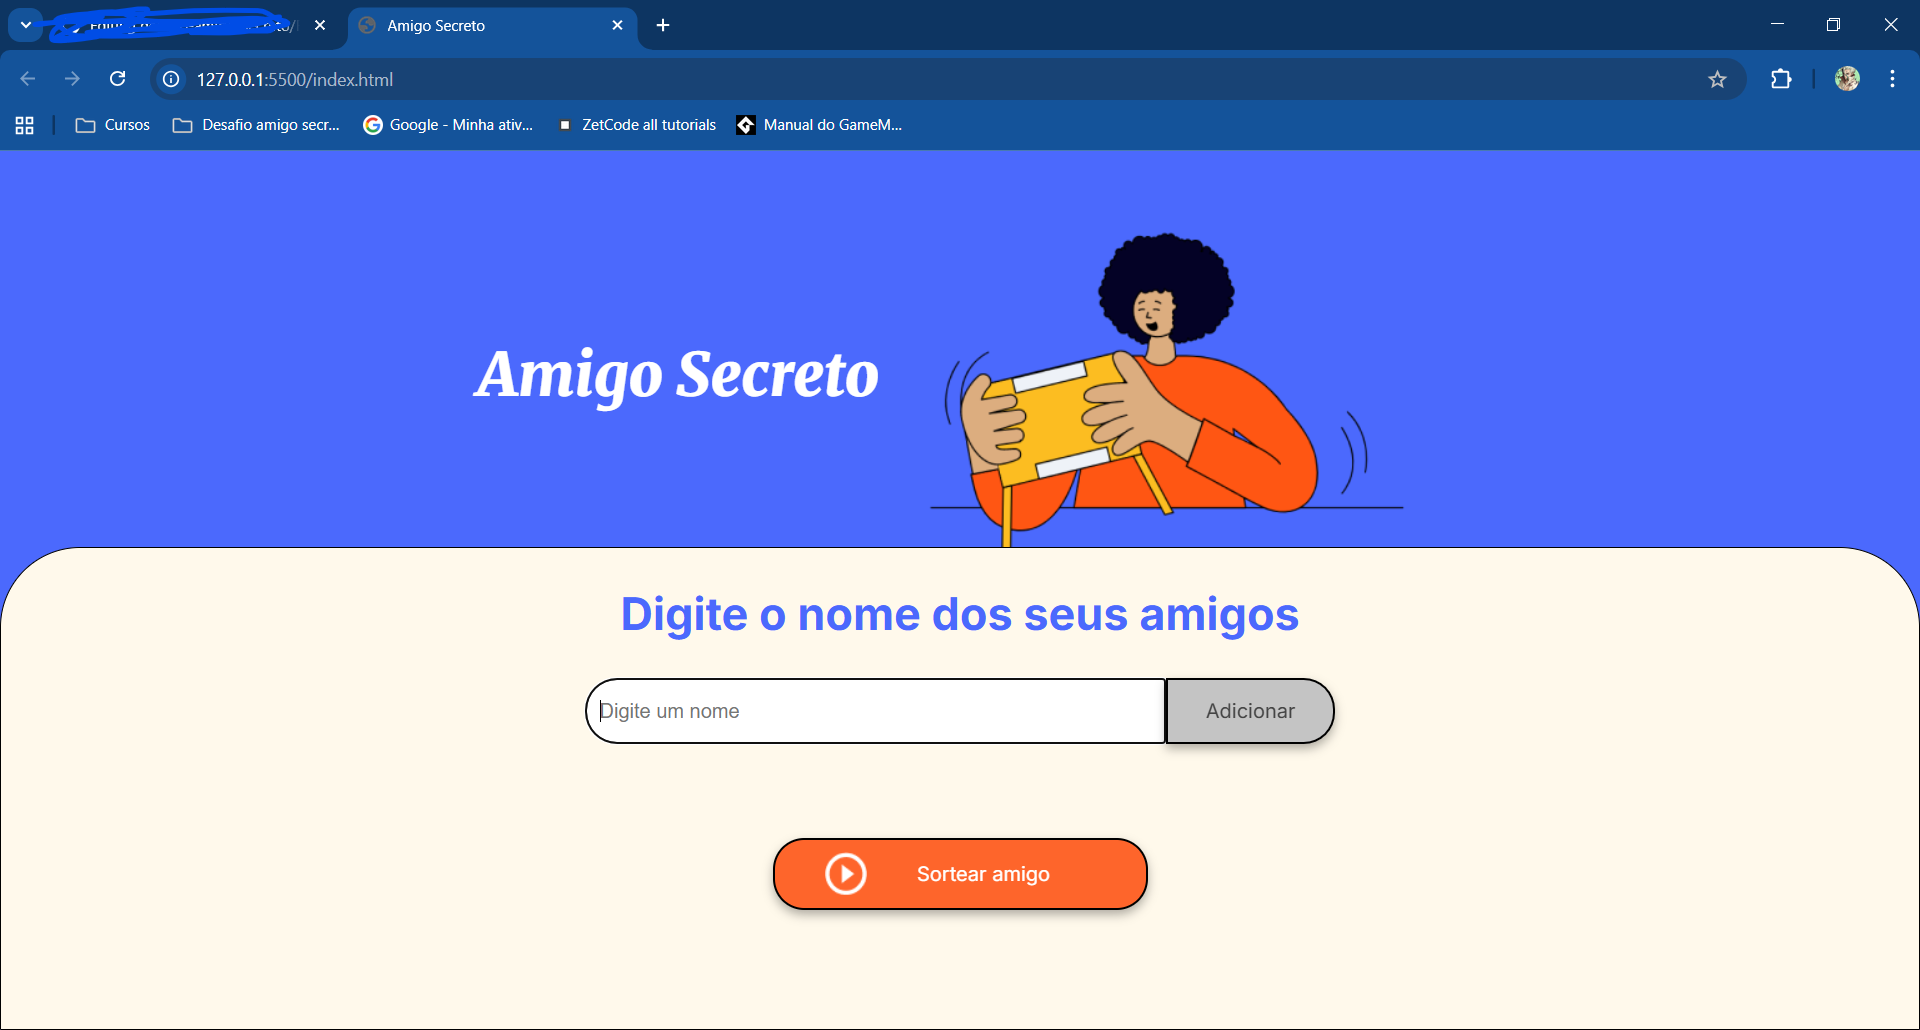 Amigo Secreto
127.0.0.1:5500/index.html
Cursos Desafio amigo secr... Google - Minha ativ... ZetCode all tutorials Manual do GameM...
Amigo Secreto
Digite o nome dos seus amigos
Digite um nome Adicionar
Sortear amigo